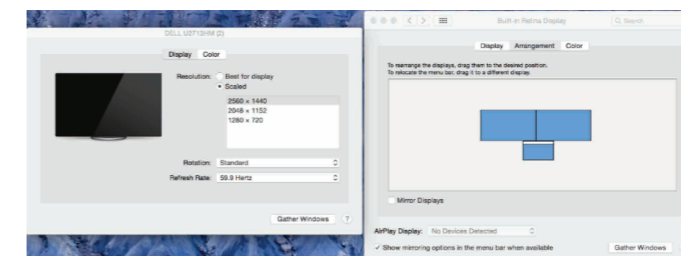 DELL U2713HM (2)
Display Color
Resolution: Best for display
Scaled
2560 × 1440
2048 × 1152
1280 × 720
Rotation: Standard
Refresh Rate: 59.9 Hertz
Gather Windows ?
Built-in Retina Display
Search
Display Arrangement Color
To rearrange the displays, drag them to the desired position.
To relocate the menu bar, drag it to a different display.
Mirror Displays
AirPlay Display: No Devices Detected
Show mirroring options in the menu bar when available
Gather Windows